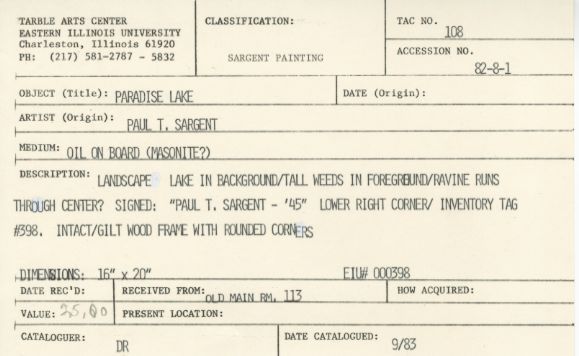 TARBLE ARTS CENTER
EASTERN ILLINOIS UNIVERSITY
Charleston, Illinois 61920
PH: (217) 581-2787 - 5832
CLASSIFICATION:
SARGENT PAINTING
TAC NO.
108
ACCESSION NO.
82-8-1
OBJECT (Title): PARADISE LAKE
DATE (Origin):
ARTIST (Origin): PAUL T. SARGENT
MEDIUM: OIL ON BOARD (MASONITE?)
DESCRIPTION: LANDSCAPE LAKE IN BACKGROUND/TALL WEEDS IN FOREGROUND/RAVINE RUNS
THROUGH CENTER? SIGNED: "PAUL T. SARGENT - '45" LOWER RIGHT CORNER/ INVENTORY TAG
#398. INTACT/GILT WOOD FRAME WITH ROUNDED CORNERS
DIMENSIONS: 16" x 20" EIU# 000398
DATE REC'D:
RECEIVED FROM: OLD MAIN RM. 113
HOW ACQUIRED:
VALUE: 25,00
PRESENT LOCATION:
CATALOGUER: DR
DATE CATALOGUED: 9/83